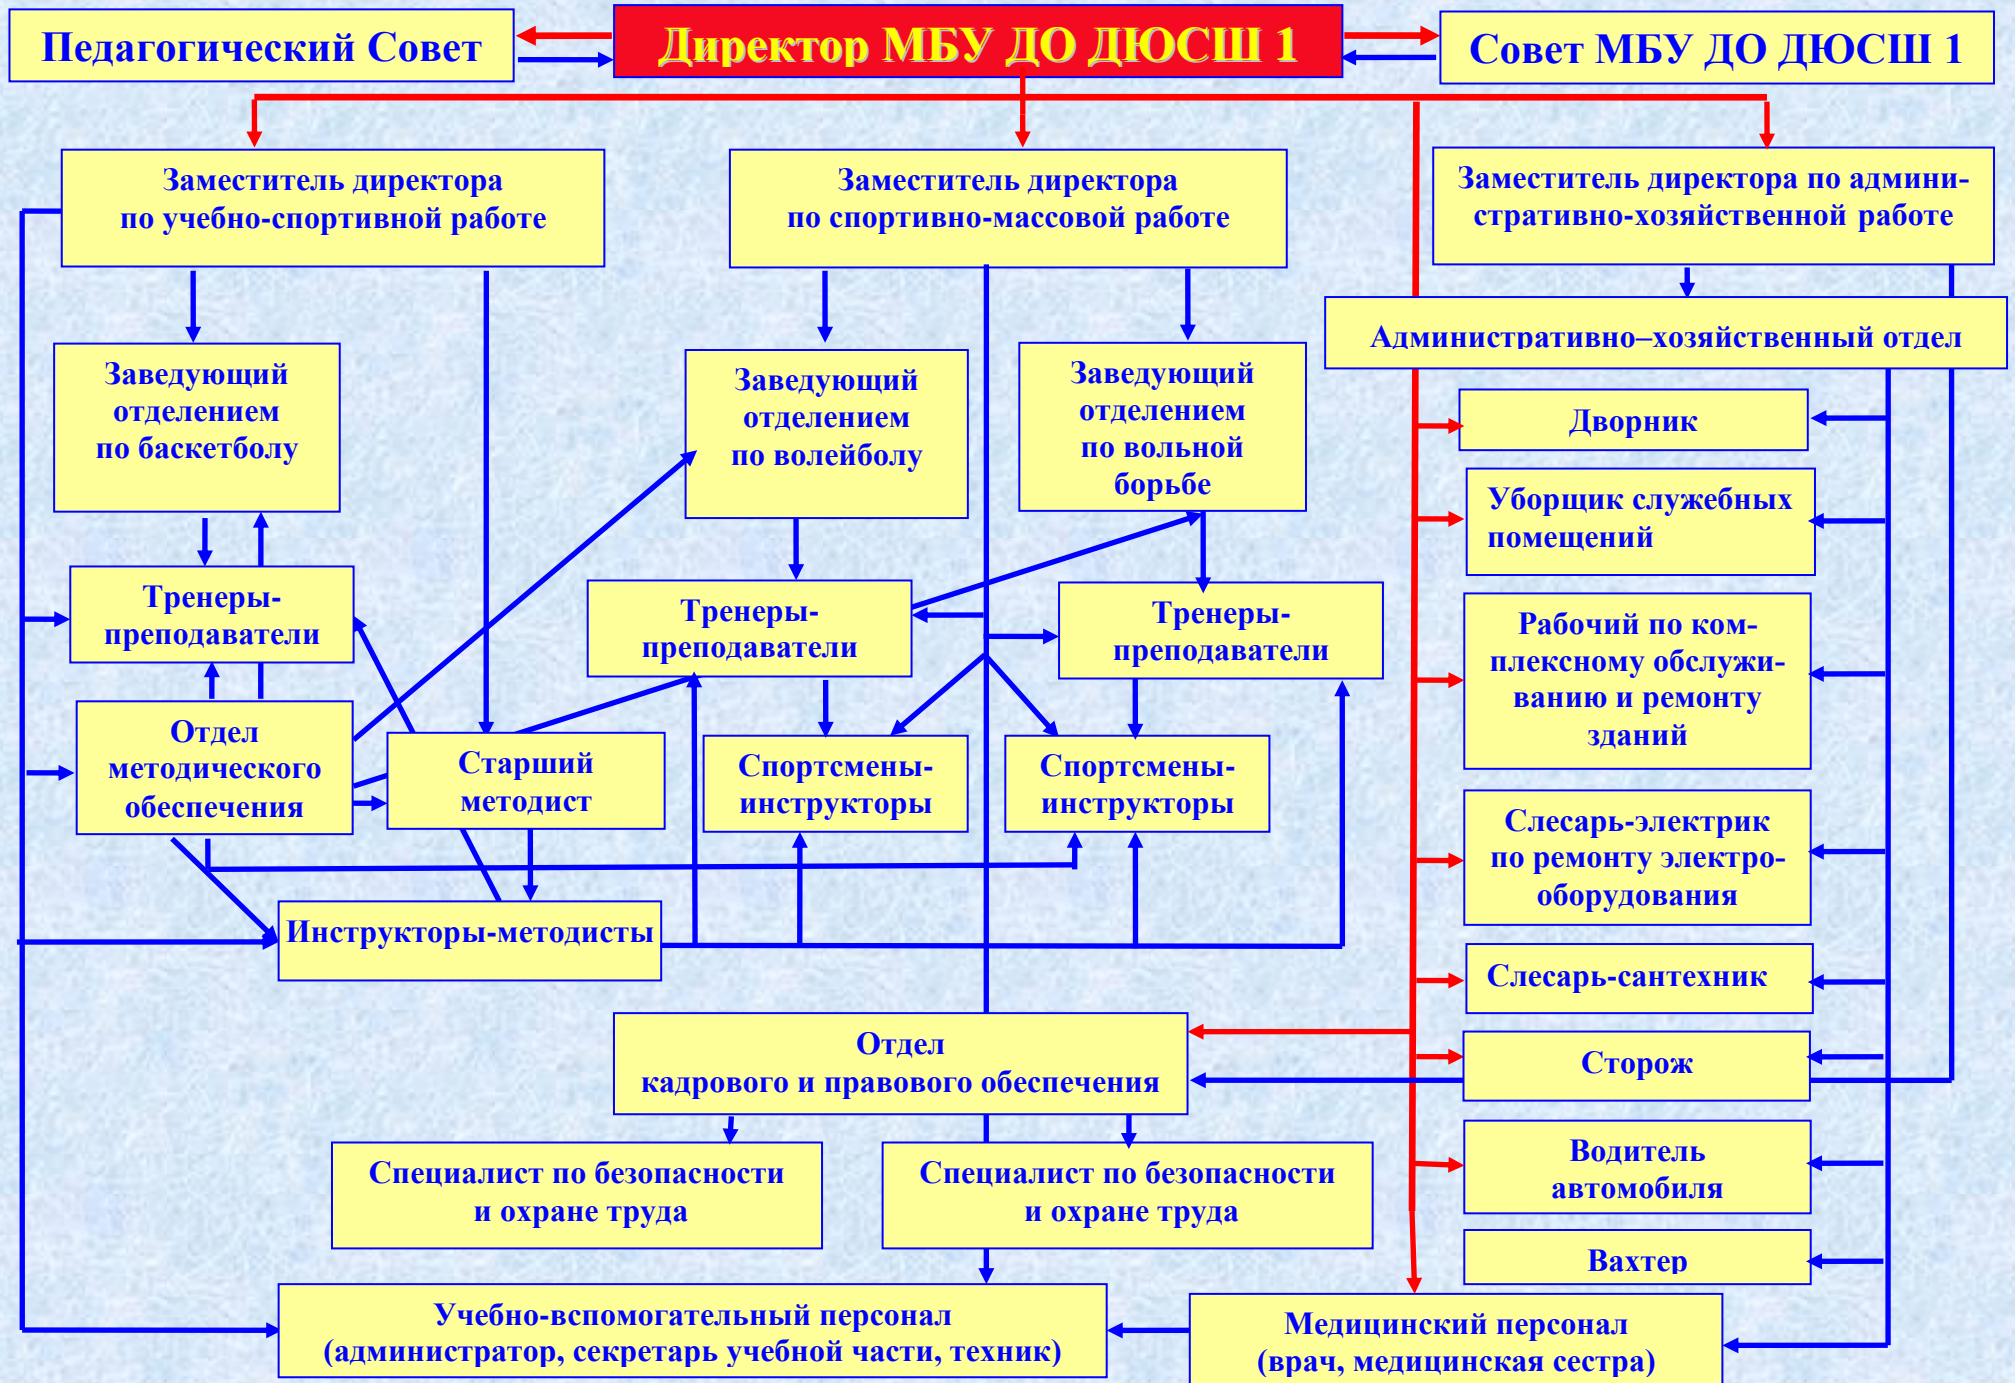 Педагогический Совет
Директор МБУ ДО ДЮСШ 1
Совет МБУ ДО ДЮСШ 1
Заместитель директора
по учебно-спортивной работе
Заместитель директора
по спортивно-массовой работе
Заместитель директора по админи-
стративно-хозяйственной работе
Административно–хозяйственный отдел
Заведующий
отделением
по баскетболу
Заведующий
отделением
по волейболу
Заведующий
отделением
по вольной
борьбе
Дворник
Уборщик служебных
помещений
Тренеры-
преподаватели
Тренеры-
преподаватели
Тренеры-
преподаватели
Рабочий по ком-
плексному обслужи-
ванию и ремонту
зданий
Отдел
методического
обеспечения
Старший
методист
Спортсмены-
инструкторы
Спортсмены-
инструкторы
Слесарь-электрик
по ремонту электро-
оборудования
Инструкторы-методисты
Слесарь-сантехник
Отдел
кадрового и правового обеспечения
Сторож
Специалист по безопасности
и охране труда
Специалист по безопасности
и охране труда
Водитель
автомобиля
Вахтер
Учебно-вспомогательный персонал
(администратор, секретарь учебной части, техник)
Медицинский персонал
(врач, медицинская сестра)